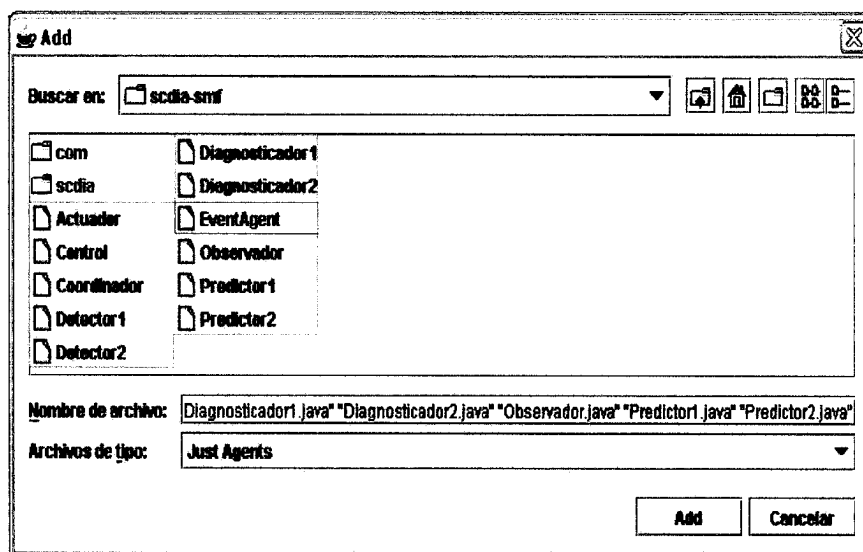 Add
Buscar en: scdia-smf
com Diagnosticador1
scdia Diagnosticador2
Actuador EventAgent
Control Observador
Coordinador Predictor1
Detector1 Predictor2
Detector2
Nombre de archivo: Diagnosticador1.java" "Diagnosticador2.java" "Observador.java" "Predictor1.java" "Predictor2.java"
Archivos de tipo: Just Agents
Add Cancelar